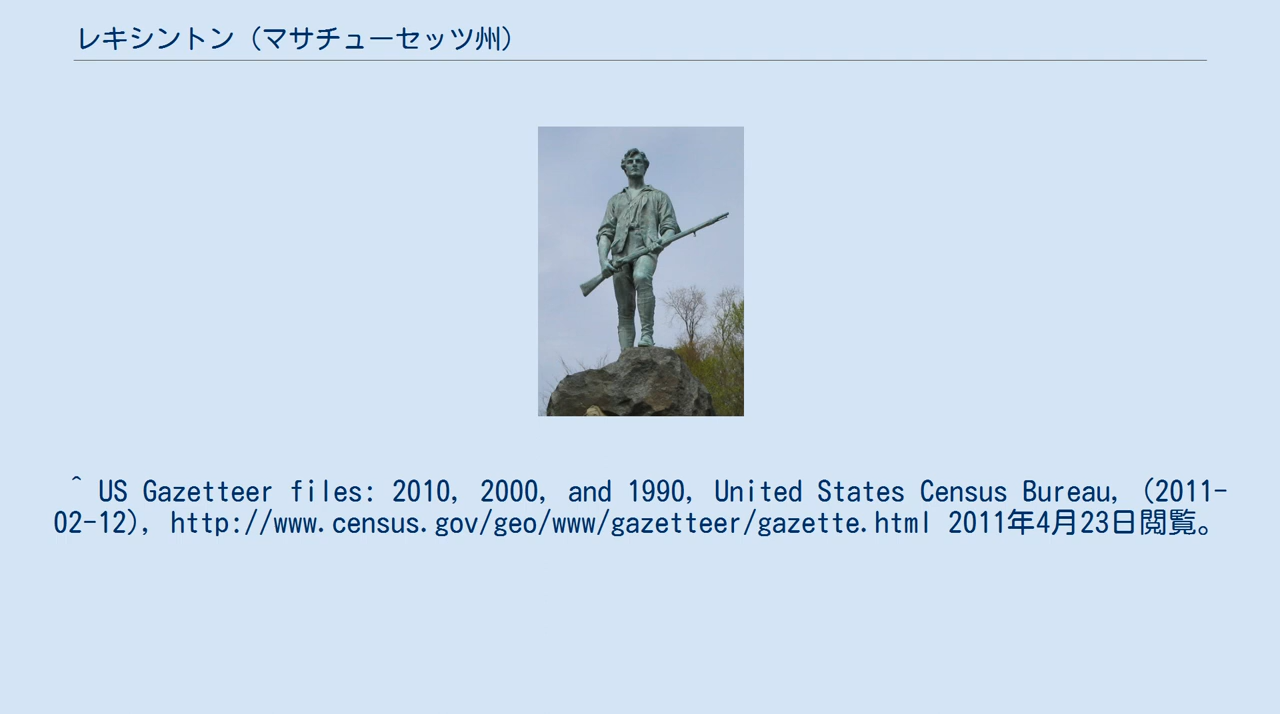 レキシントン（マサチューセッツ州）
^ US Gazetteer files: 2010, 2000, and 1990, United States Census Bureau, (2011-
02-12), http://www.census.gov/geo/www/gazetteer/gazette.html 2011年4月23日閲覧。